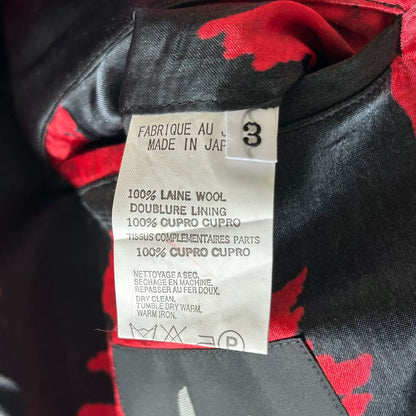 FABRIQUE AU J
MADE IN JAP
3
100% LAINE WOOL
DOUBLURE LINING
100% CUPRO CUPRO
TISSUS COMPLEMENTAIRES PARTS
100% CUPRO CUPRO
NETTOYAGE A SEC.
SECHAGE EN MACHINE.
REPASSER AU FER DOUX.
DRY CLEAN.
TUMBLE DRY WARM.
WARM IRON.
P